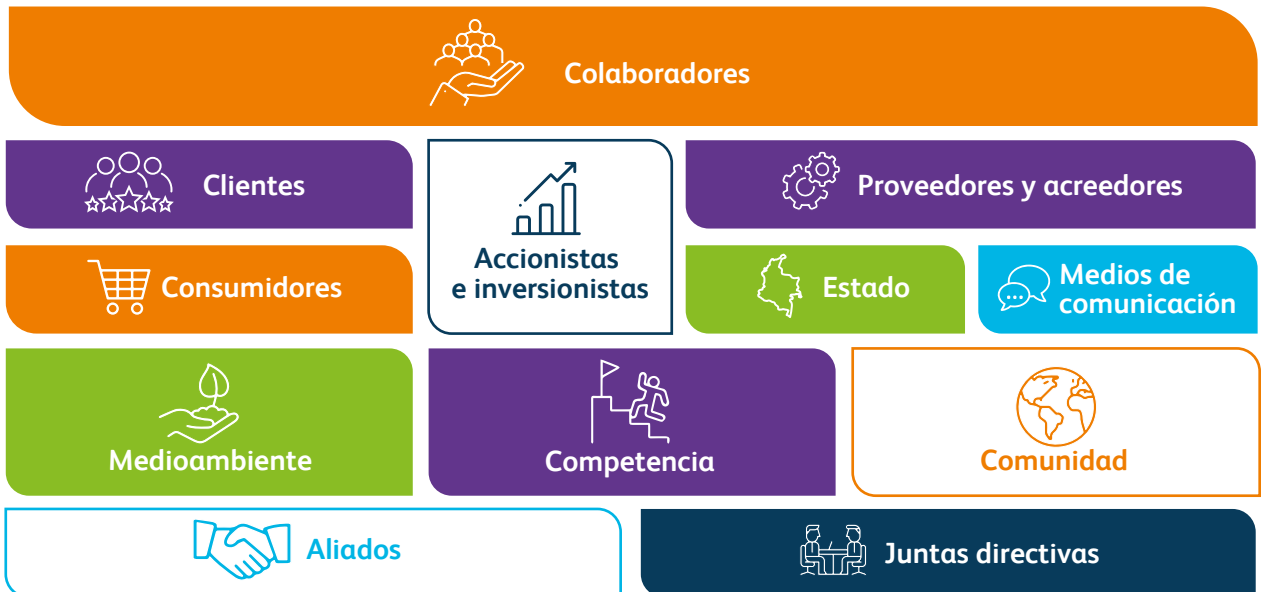 Colaboradores
Clientes
Accionistas
e inversionistas
Proveedores y acreedores
Consumidores
Estado
Medios de
comunicación
Medioambiente
Competencia
Comunidad
Aliados
Juntas directivas